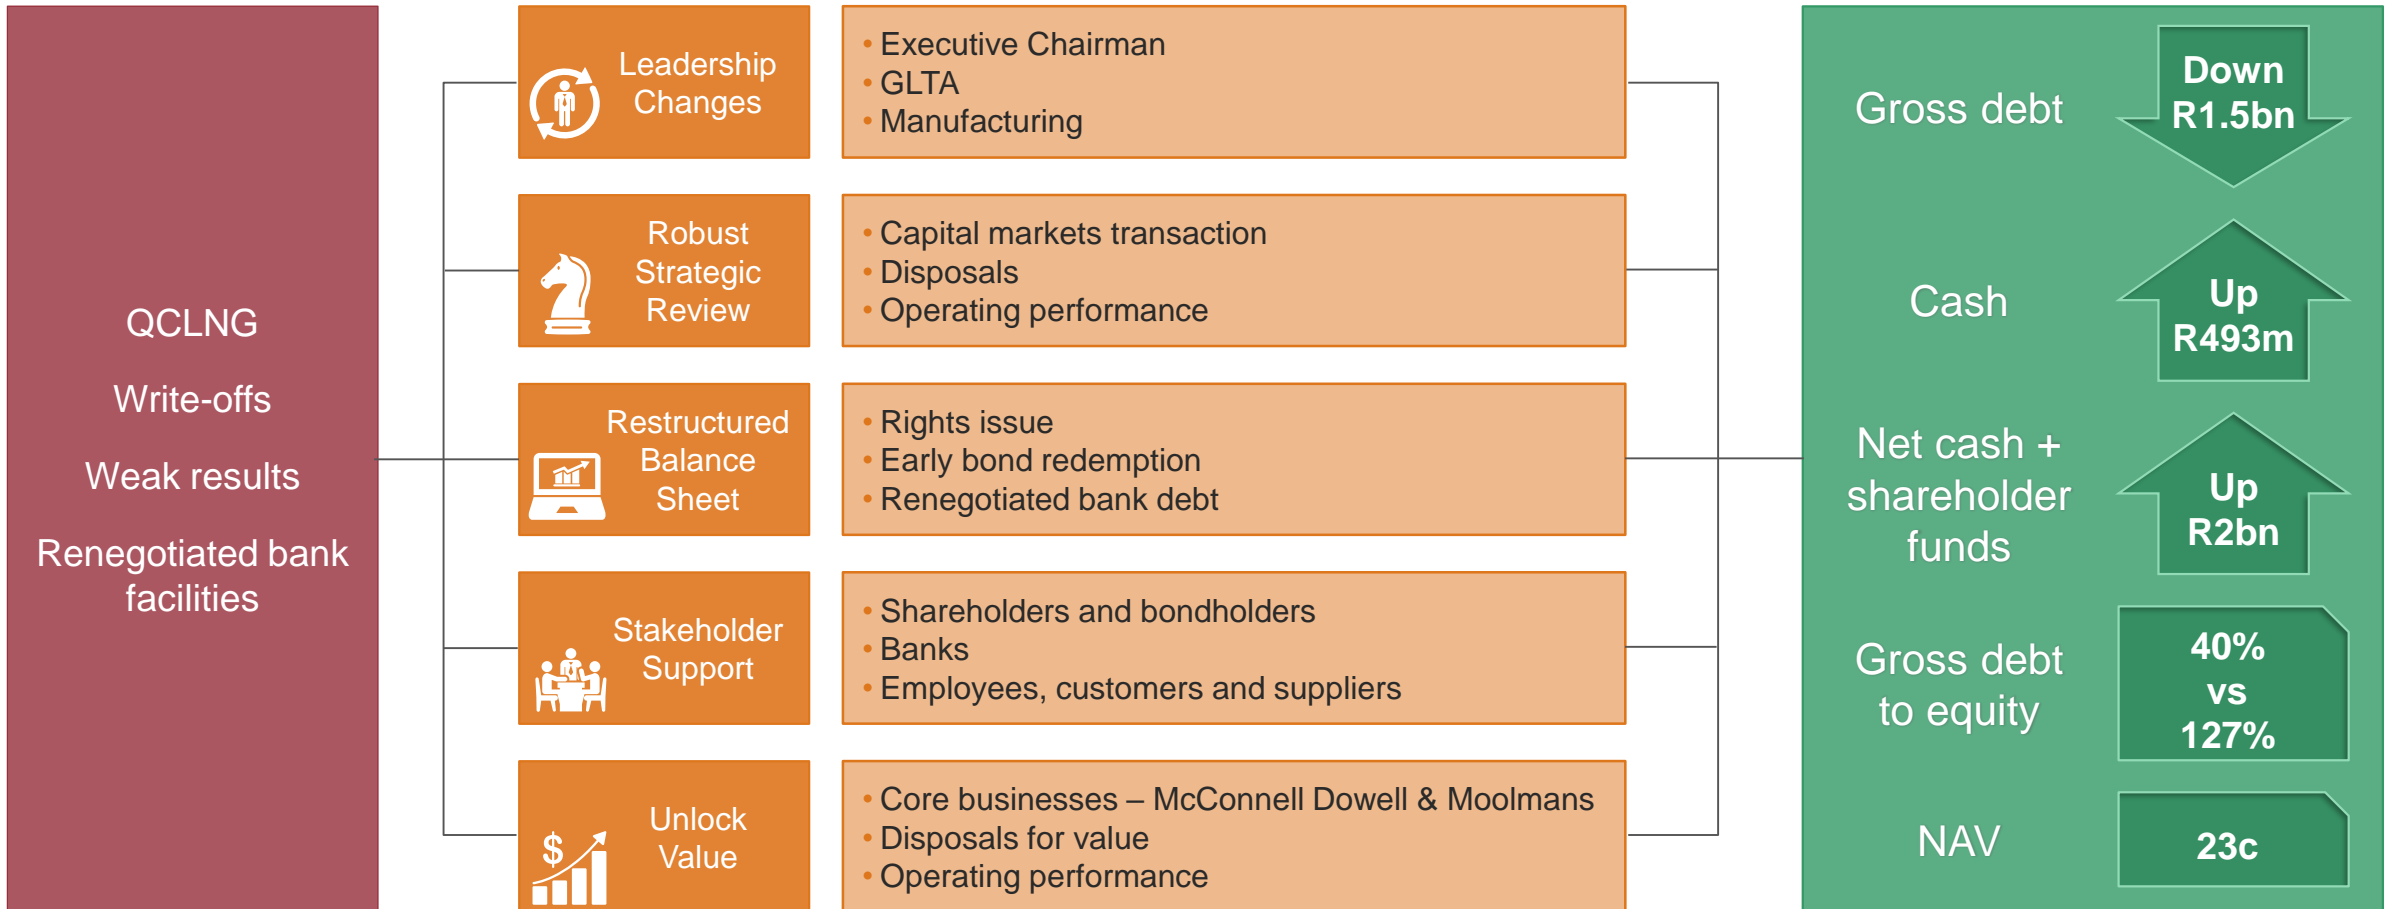 QCLNG
Write-offs
Weak results
Renegotiated bank
facilities
Leadership
Changes
• Executive Chairman
• GLTA
• Manufacturing
Robust
Strategic
Review
• Capital markets transaction
• Disposals
• Operating performance
Restructured
Balance
Sheet
• Rights issue
• Early bond redemption
• Renegotiated bank debt
Stakeholder
Support
• Shareholders and bondholders
• Banks
• Employees, customers and suppliers
$
Unlock
Value
• Core businesses – McConnell Dowell & Moolmans
• Disposals for value
• Operating performance
Gross debt
Down
R1.5bn
Cash
Up
R493m
Net cash +
shareholder
funds
Up
R2bn
Gross debt
to equity
40%
vs
127%
NAV
23c